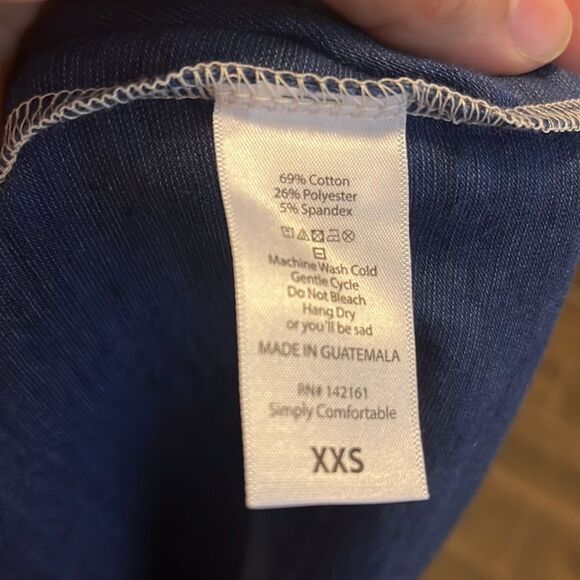 69% Cotton
26% Polyester
5% Spandex
Machine Wash Cold
Gentle Cycle
Do Not Bleach
Hang Dry
or you'll be sad
MADE IN GUATEMALA
RN# 142161
Simply Comfortable
XXS